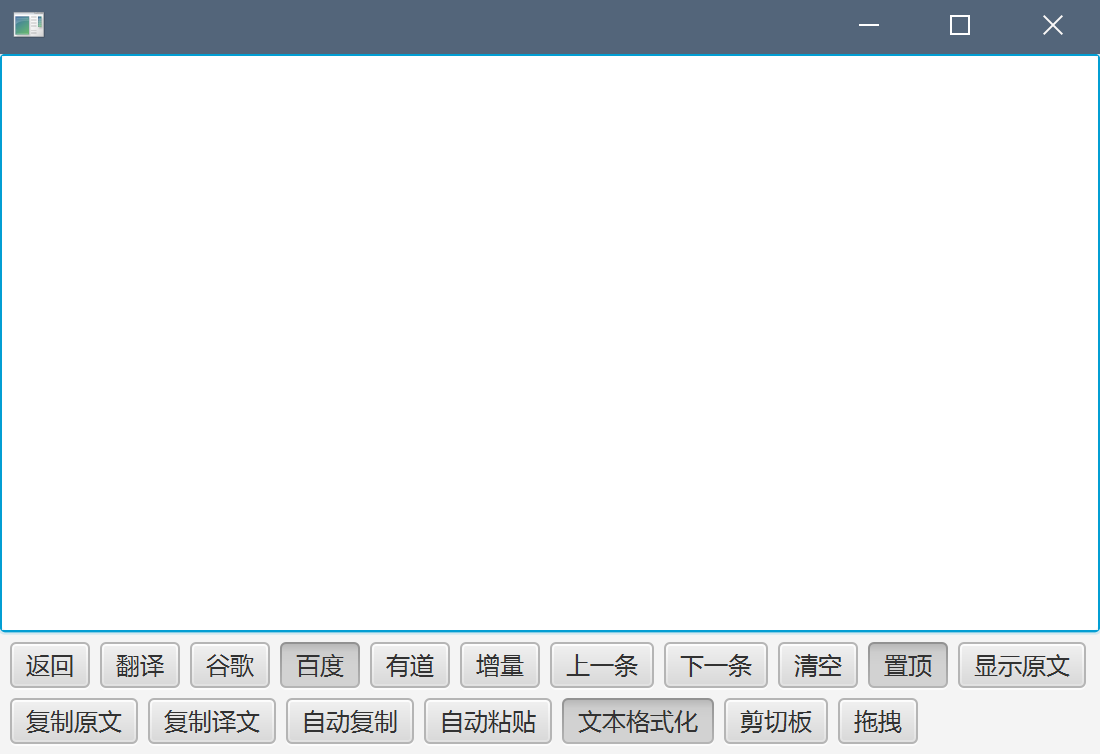 返回 翻译 谷歌 百度 有道 增量 上一条 下一条 清空 置顶 显示原文
复制原文 复制译文 自动复制 自动粘贴 文本格式化 剪切板 拖拽